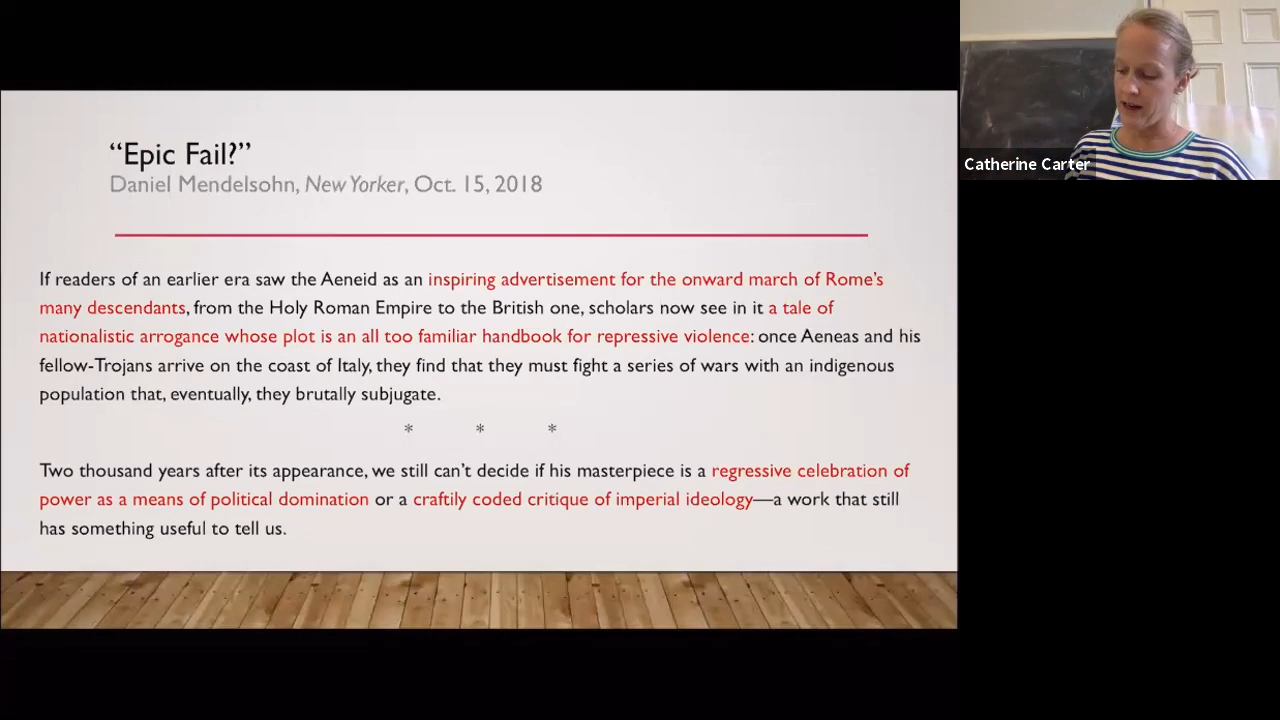 “Epic Fail?”
Daniel Mendelsohn, New Yorker, Oct. 15, 2018
If readers of an earlier era saw the Aeneid as an inspiring advertisement for the onward march of Rome’s
many descendants, from the Holy Roman Empire to the British one, scholars now see in it a tale of
nationalistic arrogance whose plot is an all too familiar handbook for repressive violence: once Aeneas and his
fellow-Trojans arrive on the coast of Italy, they find that they must fight a series of wars with an indigenous
population that, eventually, they brutally subjugate.
* * *
Two thousand years after its appearance, we still can’t decide if his masterpiece is a regressive celebration of
power as a means of political domination or a craftily coded critique of imperial ideology—a work that still
has something useful to tell us.
Catherine Carter